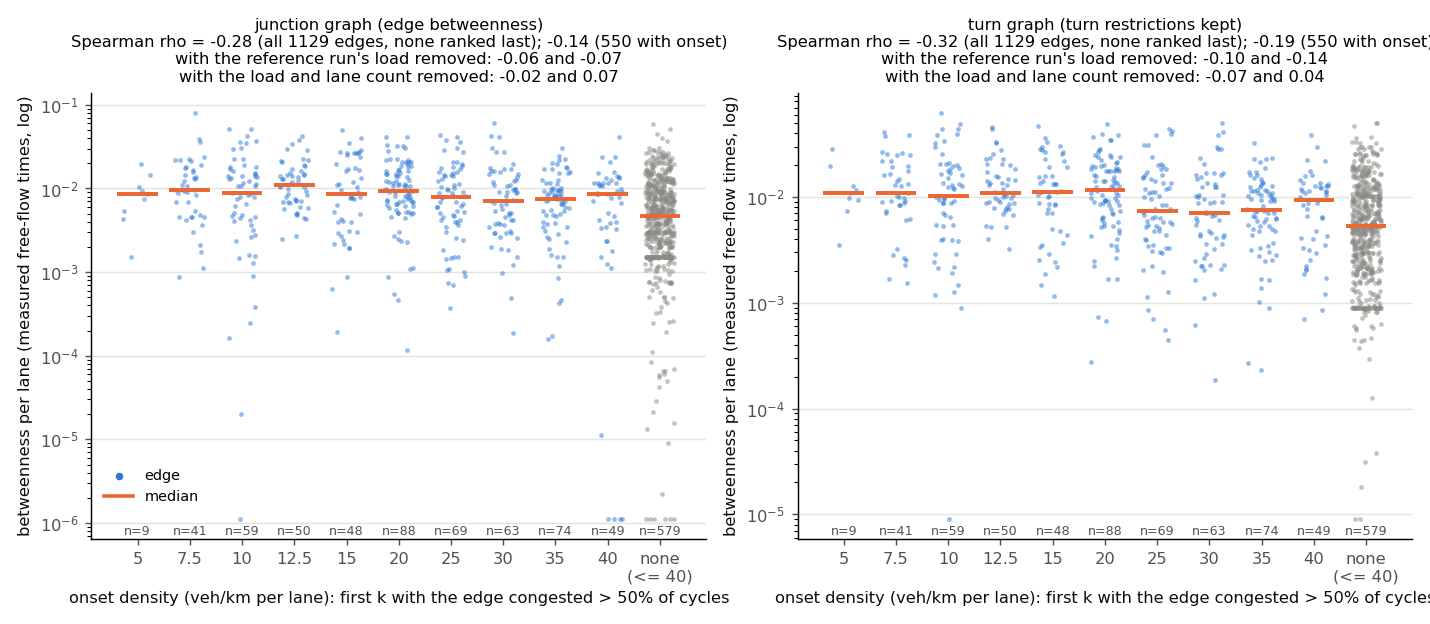 junction graph (edge betweenness)
Spearman rho = -0.28 (all 1129 edges, none ranked last); -0.14 (550 with onset)
with the reference run's load removed: -0.06 and -0.07
with the load and lane count removed: -0.02 and 0.07
betweenness per lane (measured free-flow times, log)
10⁻¹
10⁻²
10⁻³
10⁻⁴
10⁻⁵
10⁻⁶
edge
median
n=9 n=41 n=59 n=50 n=48 n=88 n=69 n=63 n=74 n=49 n=579
5 7.5 10 12.5 15 20 25 30 35 40 none
(<= 40)
onset density (veh/km per lane): first k with the edge congested > 50% of cycles
turn graph (turn restrictions kept)
Spearman rho = -0.32 (all 1129 edges, none ranked last); -0.19 (550 with onset)
with the reference run's load removed: -0.10 and -0.14
with the load and lane count removed: -0.07 and 0.04
betweenness per lane (measured free-flow times, log)
10⁻²
10⁻³
10⁻⁴
10⁻⁵
n=9 n=41 n=59 n=50 n=48 n=88 n=69 n=63 n=74 n=49 n=579
5 7.5 10 12.5 15 20 25 30 35 40 none
(<= 40)
onset density (veh/km per lane): first k with the edge congested > 50% of cycles